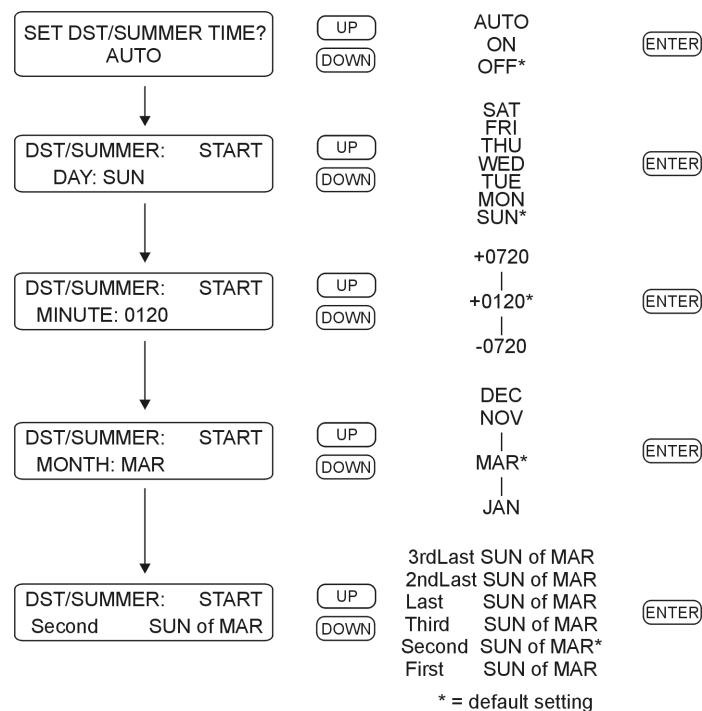 SET DST/SUMMER TIME?
AUTO
UP
DOWN
AUTO
ON
OFF*
ENTER
DST/SUMMER: START
DAY: SUN
UP
DOWN
SAT
FRI
THU
WED
TUE
MON
SUN*
ENTER
DST/SUMMER: START
MINUTE: 0120
UP
DOWN
+0720
+0120*
-0720
ENTER
DST/SUMMER: START
MONTH: MAR
UP
DOWN
DEC
NOV
MAR*
JAN
ENTER
DST/SUMMER: START
Second SUN of MAR
UP
DOWN
3rdLast SUN of MAR
2ndLast SUN of MAR
Last SUN of MAR
Third SUN of MAR
Second SUN of MAR*
First SUN of MAR
ENTER
* = default setting